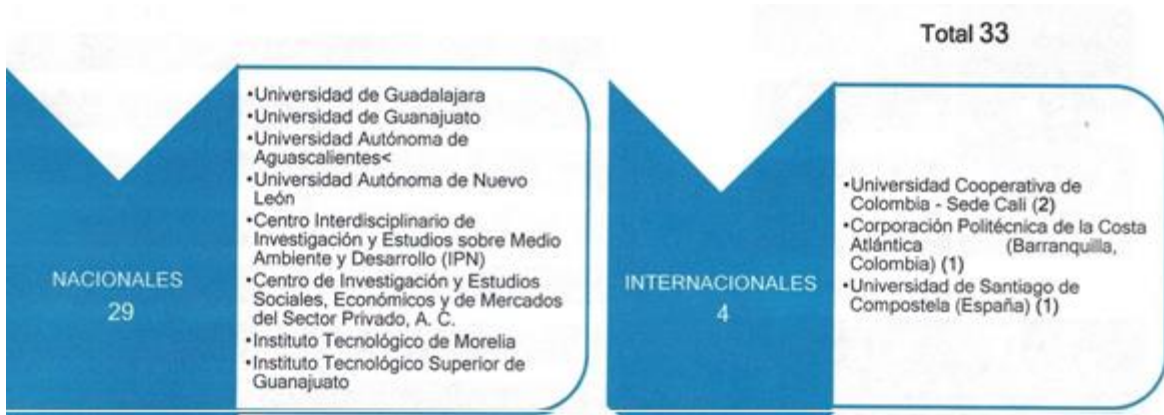 Total 33
NACIONALES
29
•Universidad de Guadalajara
•Universidad de Guanajuato
•Universidad Autónoma de
Aguascalientes<
•Universidad Autónoma de Nuevo
León
•Centro Interdisciplinario de
Investigación y Estudios sobre Medio
Ambiente y Desarrollo (IPN)
•Centro de Investigación y Estudios
Sociales, Económicos y de Mercados
del Sector Privado, A. C.
•Instituto Tecnológico de Morelia
•Instituto Tecnológico Superior de
Guanajuato
INTERNACIONALES
4
•Universidad Cooperativa de
Colombia - Sede Cali (2)
•Corporación Politécnica de la Costa
Atlántica (Barranquilla,
Colombia) (1)
•Universidad de Santiago de
Compostela (España) (1)